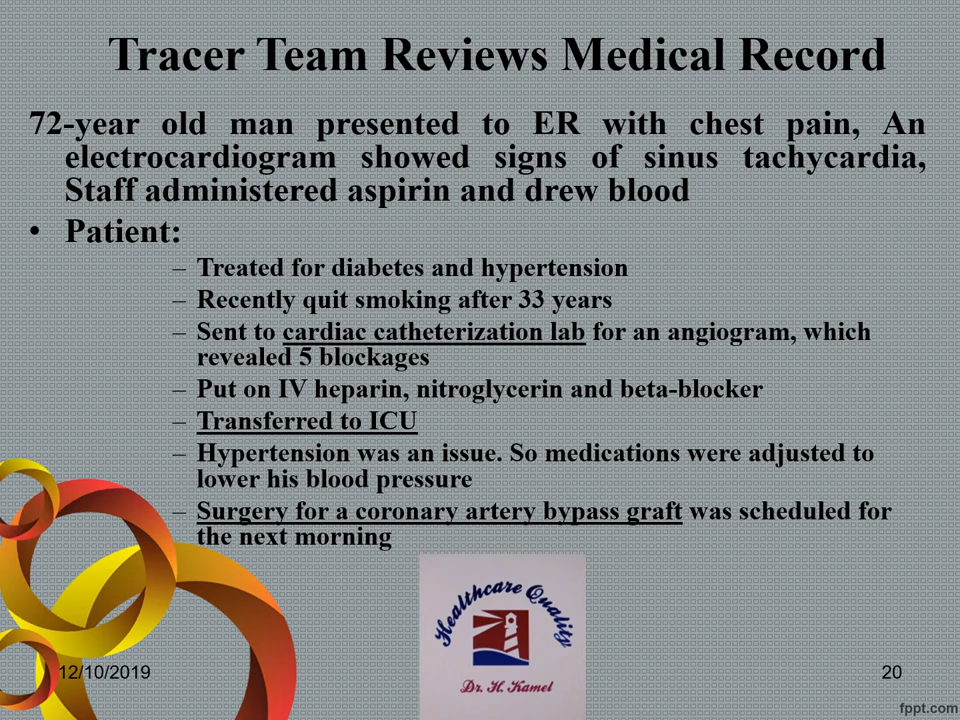 Tracer Team Reviews Medical Record
72-year old man presented to ER with chest pain, An
electrocardiogram showed signs of sinus tachycardia,
Staff administered aspirin and drew blood
• Patient:
– Treated for diabetes and hypertension
– Recently quit smoking after 33 years
– Sent to cardiac catheterization lab for an angiogram, which
revealed 5 blockages
– Put on IV heparin, nitroglycerin and beta-blocker
– Transferred to ICU
– Hypertension was an issue. So medications were adjusted to
lower his blood pressure
– Surgery for a coronary artery bypass graft was scheduled for
the next morning
Healthcare Quality
Dr. H. Kamel
12/10/2019
20
fppt.com